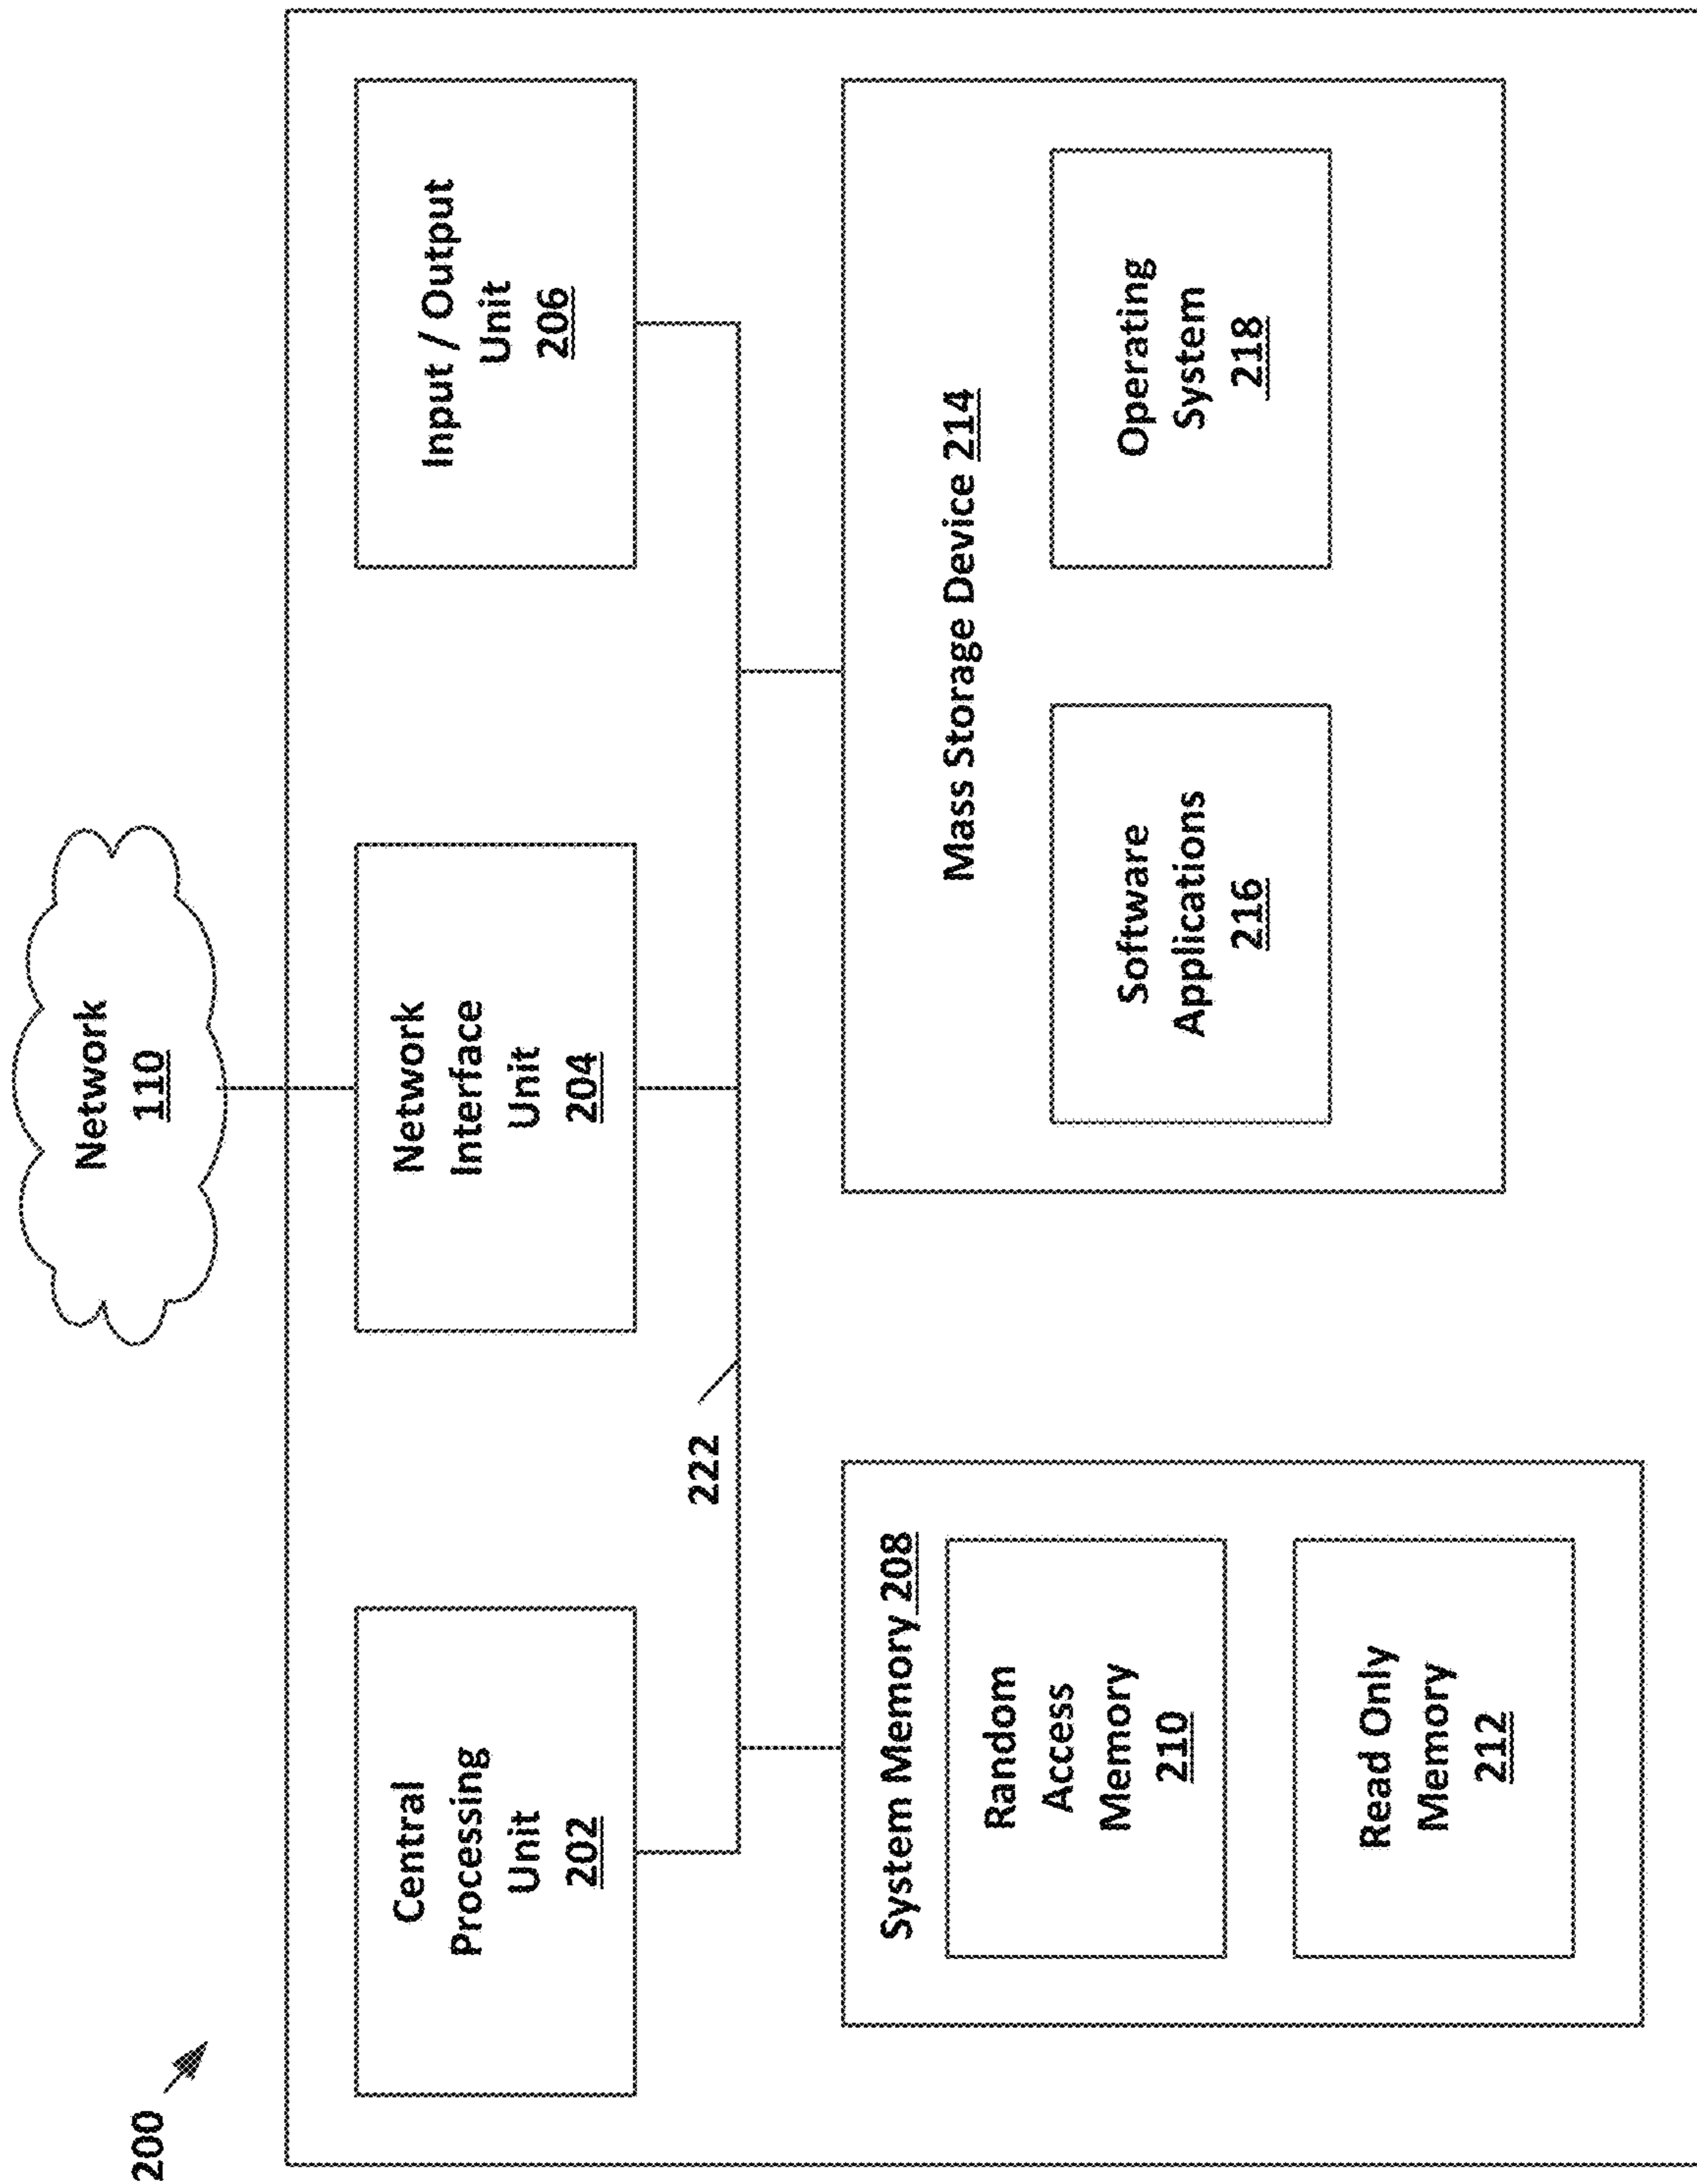 200
Network
110
Central
Processing
Unit
202
Network
Interface
Unit
204
Input / Output
Unit
206
222
System Memory 208
Random
Access
Memory
210
Read Only
Memory
212
Mass Storage Device 214
Software
Applications
216
Operating
System
218